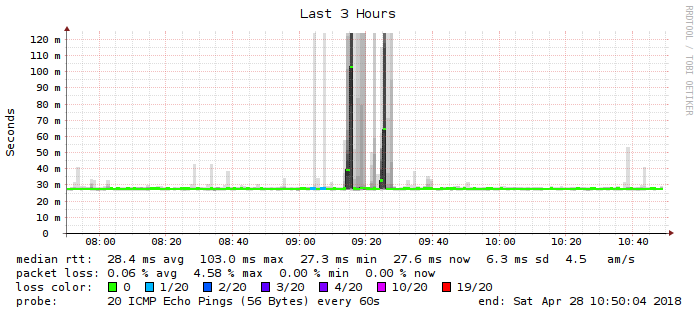 Last 3 Hours
RRDTOOL / TOBI OETIKER
Seconds
120 m
110 m
100 m
90 m
80 m
70 m
60 m
50 m
40 m
30 m
20 m
10 m
0
08:00 08:20 08:40 09:00 09:20 09:40 10:00 10:20 10:40
median rtt: 28.4 ms avg 103.0 ms max 27.3 ms min 27.6 ms now 6.3 ms sd 4.5 am/s
packet loss: 0.06 % avg 4.58 % max 0.00 % min 0.00 % now
loss color: 0 1/20 2/20 3/20 4/20 10/20 19/20
probe: 20 ICMP Echo Pings (56 Bytes) every 60s end: Sat Apr 28 10:50:04 2018